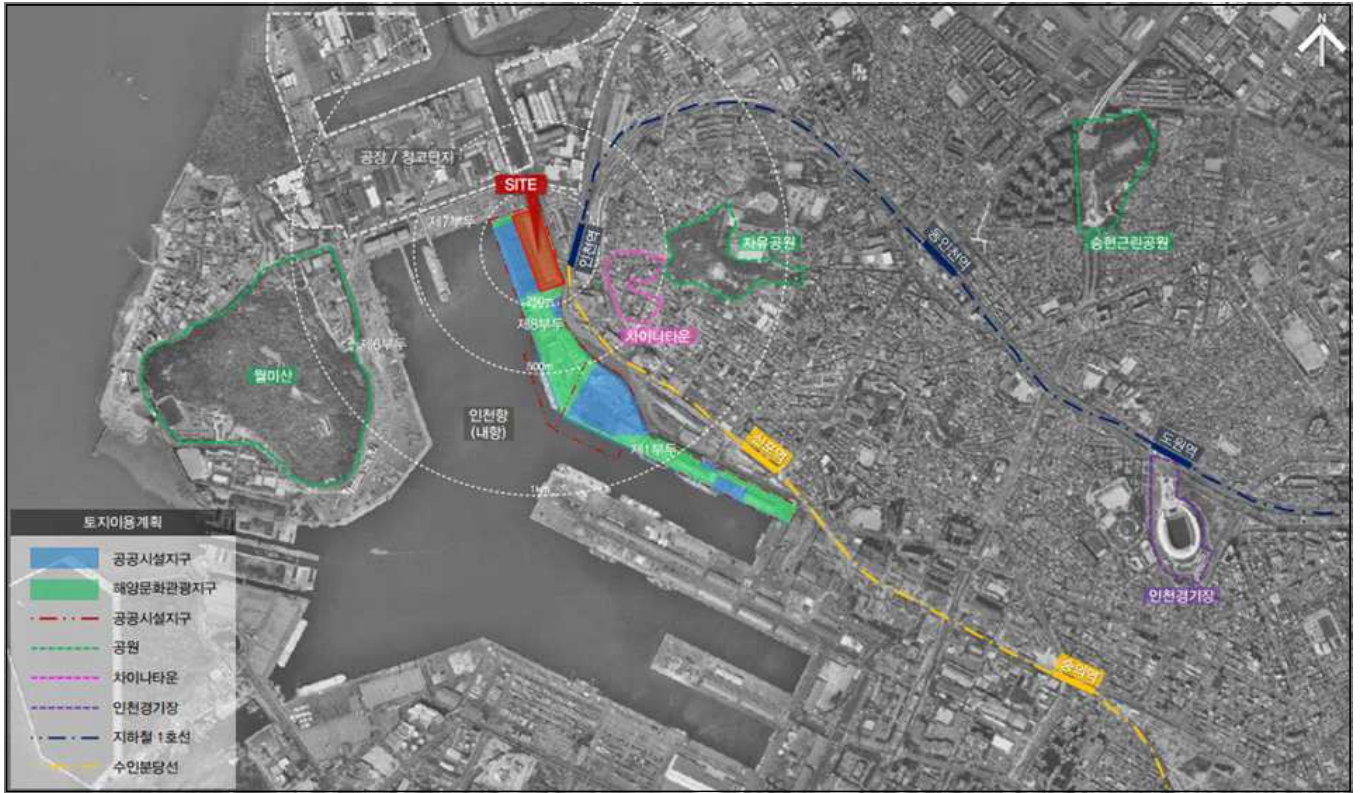 N
공장 / 창고단지
SITE
제7부두
인천역
자유공원
동인천역
승현근린공원
250m
제8부두
차이나타운
제6부두
500m
월미산
인천항
(내항)
신포역
제1부두
도원역
1km
인천경기장
숭의역
토지이용계획
공공시설지구
해양문화관광지구
공공시설지구
공원
차이나타운
인천경기장
지하철 1호선
수인분당선